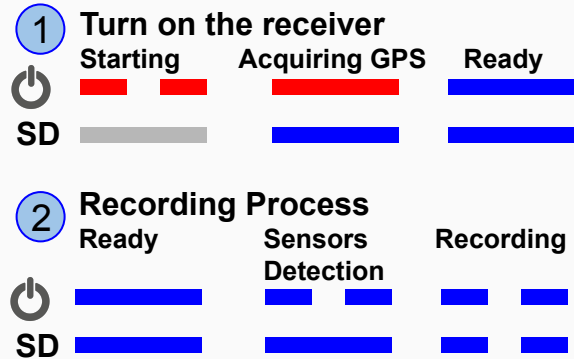 1 Turn on the receiver
Starting Acquiring GPS Ready
SD
2 Recording Process
Ready Sensors Recording
Detection
SD